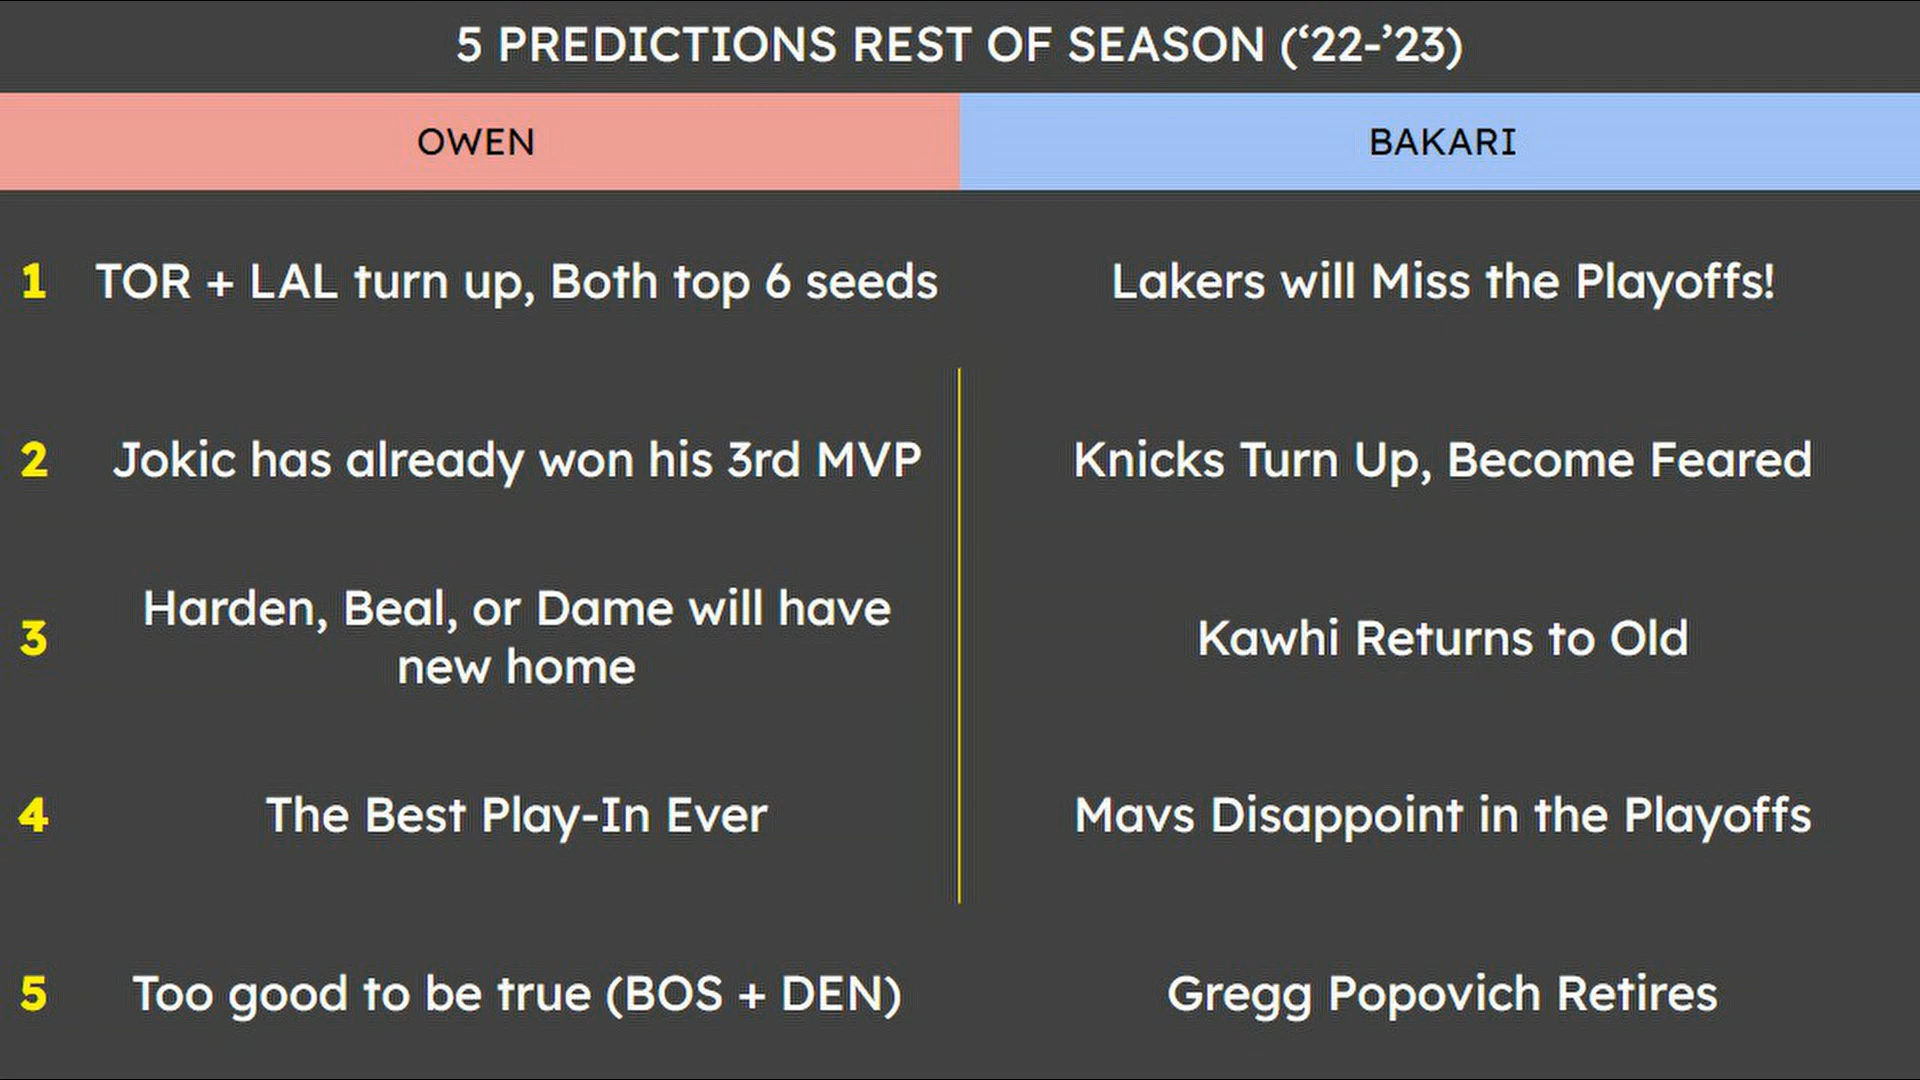 5 PREDICTIONS REST OF SEASON (‘22-’23)
OWEN
BAKARI
1
TOR + LAL turn up, Both top 6 seeds
Lakers will Miss the Playoffs!
2
Jokic has already won his 3rd MVP
Knicks Turn Up, Become Feared
3
Harden, Beal, or Dame will have
new home
Kawhi Returns to Old
4
The Best Play-In Ever
Mavs Disappoint in the Playoffs
5
Too good to be true (BOS + DEN)
Gregg Popovich Retires